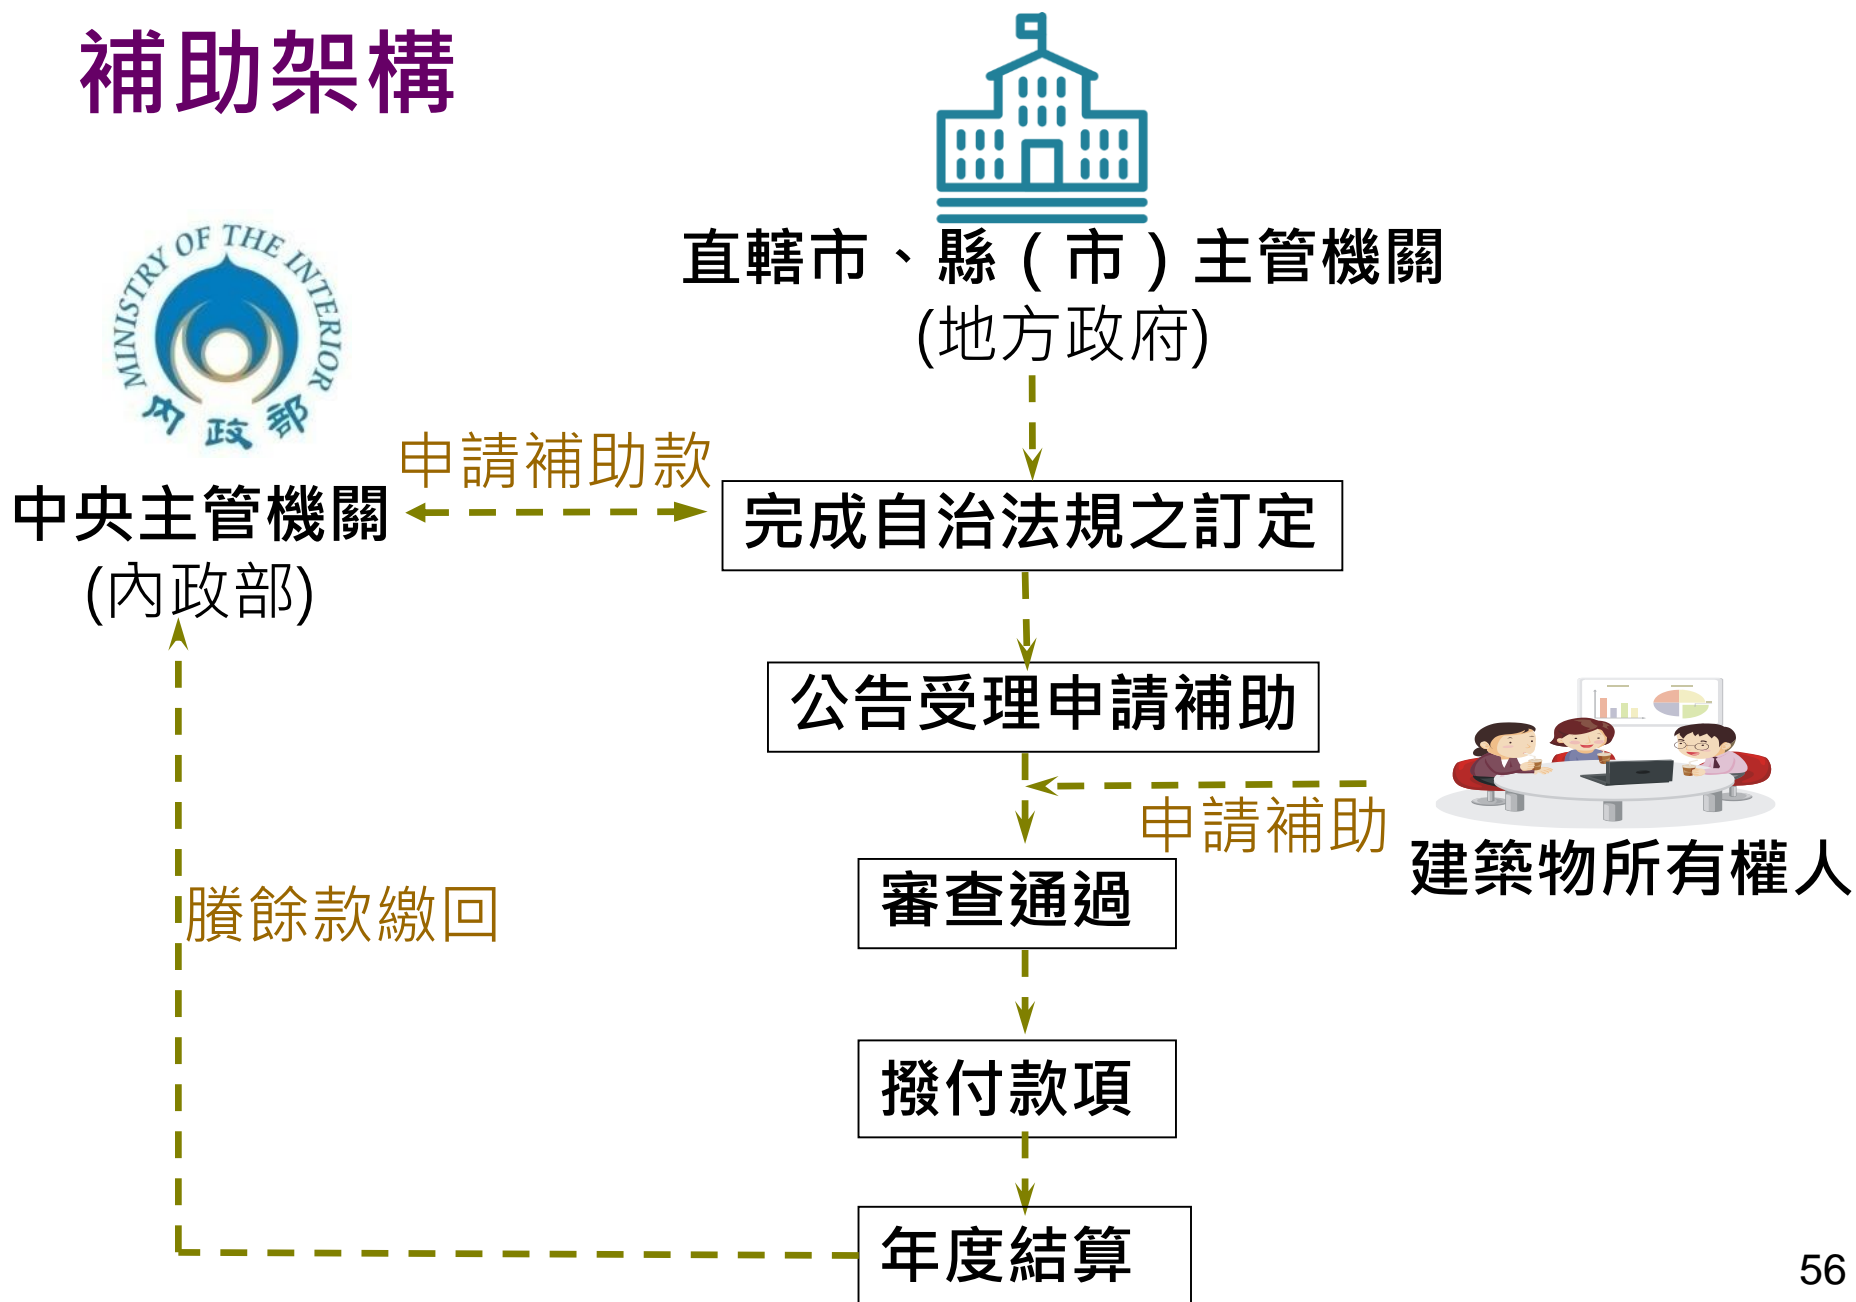 補助架構
直轄市、縣（市）主管機關
(地方政府)
MINISTRY OF THE INTERIOR
內政部
申請補助款
中央主管機關
(內政部)
完成自治法規之訂定
公告受理申請補助
申請補助
建築物所有權人
審查通過
賸餘款繳回
撥付款項
年度結算
56